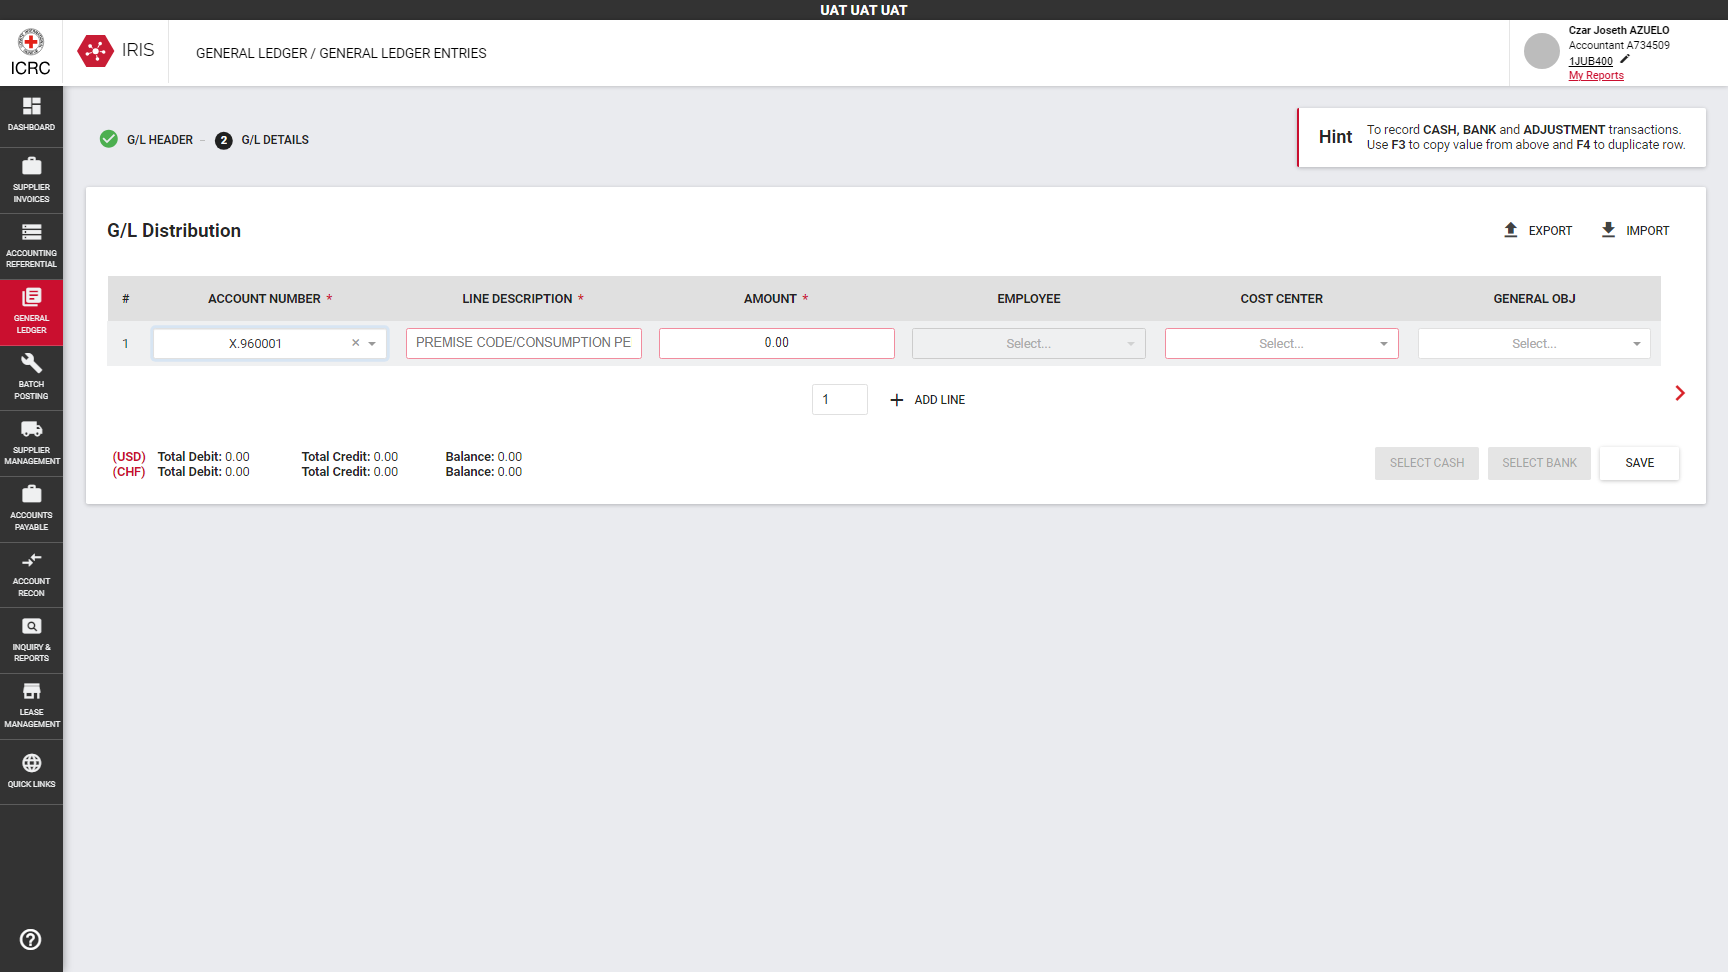 UAT UAT UAT
ICRC
IRIS
GENERAL LEDGER / GENERAL LEDGER ENTRIES
Czar Joseth AZUELO
Accountant A734509
1JUB400
My Reports
DASHBOARD
SUPPLIER
INVOICES
ACCOUNTING
REFERENTIAL
GENERAL
LEDGER
BATCH
POSTING
SUPPLIER
MANAGEMENT
ACCOUNTS
PAYABLE
ACCOUNT
RECON
INQUIRY &
REPORTS
LEASE
MANAGEMENT
QUICK LINKS
G/L HEADER – 2 G/L DETAILS
Hint
To record CASH, BANK and ADJUSTMENT transactions.
Use F3 to copy value from above and F4 to duplicate row.
G/L Distribution
EXPORT IMPORT
# ACCOUNT NUMBER * LINE DESCRIPTION * AMOUNT * EMPLOYEE COST CENTER GENERAL OBJ
1 X.960001 × PREMISE CODE/CONSUMPTION PE 0.00 Select... Select... Select...
1 + ADD LINE
(USD) Total Debit: 0.00 Total Credit: 0.00 Balance: 0.00
(CHF) Total Debit: 0.00 Total Credit: 0.00 Balance: 0.00
SELECT CASH SELECT BANK SAVE